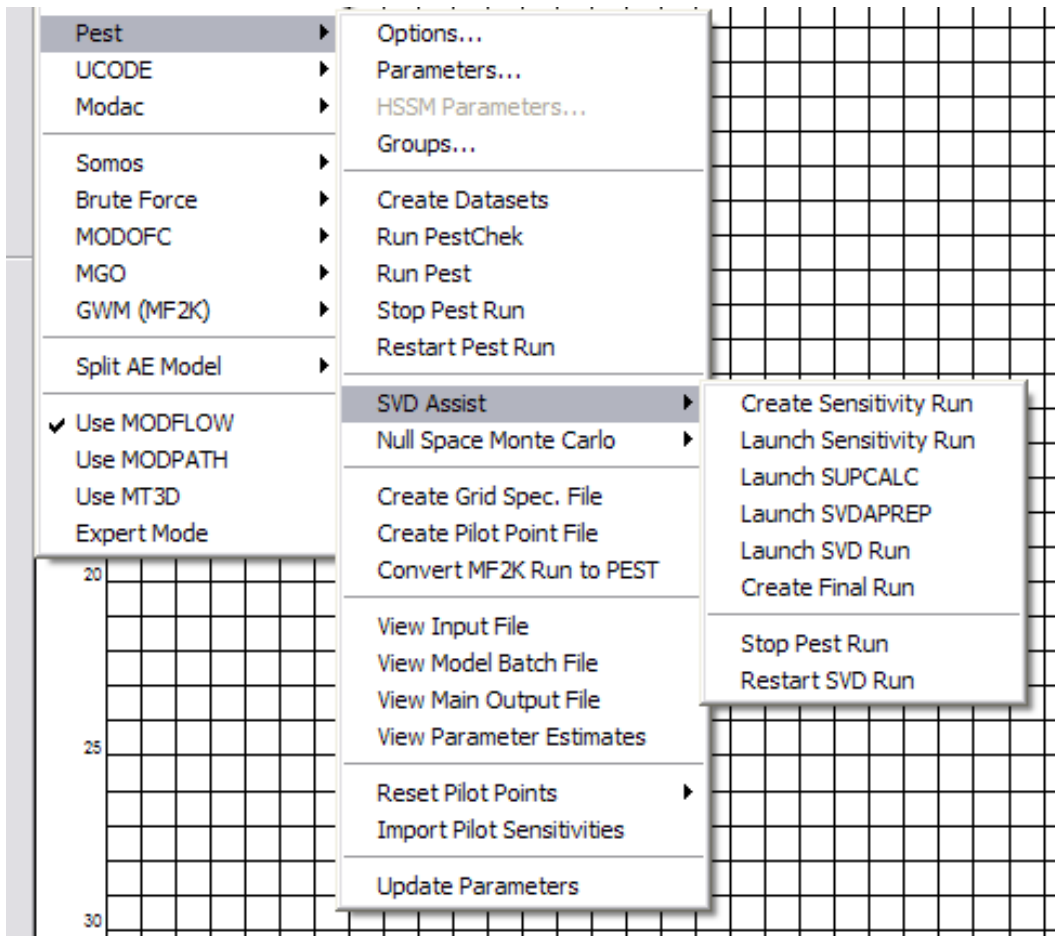 Pest
UCODE
Modac
Somos
Brute Force
MODOFC
MGO
GWM (MF2K)
Split AE Model
Use MODFLOW
Use MODPATH
Use MT3D
Expert Mode
Options...
Parameters...
HSSM Parameters...
Groups...
Create Datasets
Run PestChek
Run Pest
Stop Pest Run
Restart Pest Run
SVD Assist
Null Space Monte Carlo
Create Grid Spec. File
Create Pilot Point File
Convert MF2K Run to PEST
View Input File
View Model Batch File
View Main Output File
View Parameter Estimates
Reset Pilot Points
Import Pilot Sensitivities
Update Parameters
Create Sensitivity Run
Launch Sensitivity Run
Launch SUPCALC
Launch SVDAPREP
Launch SVD Run
Create Final Run
Stop Pest Run
Restart SVD Run
20
25
30